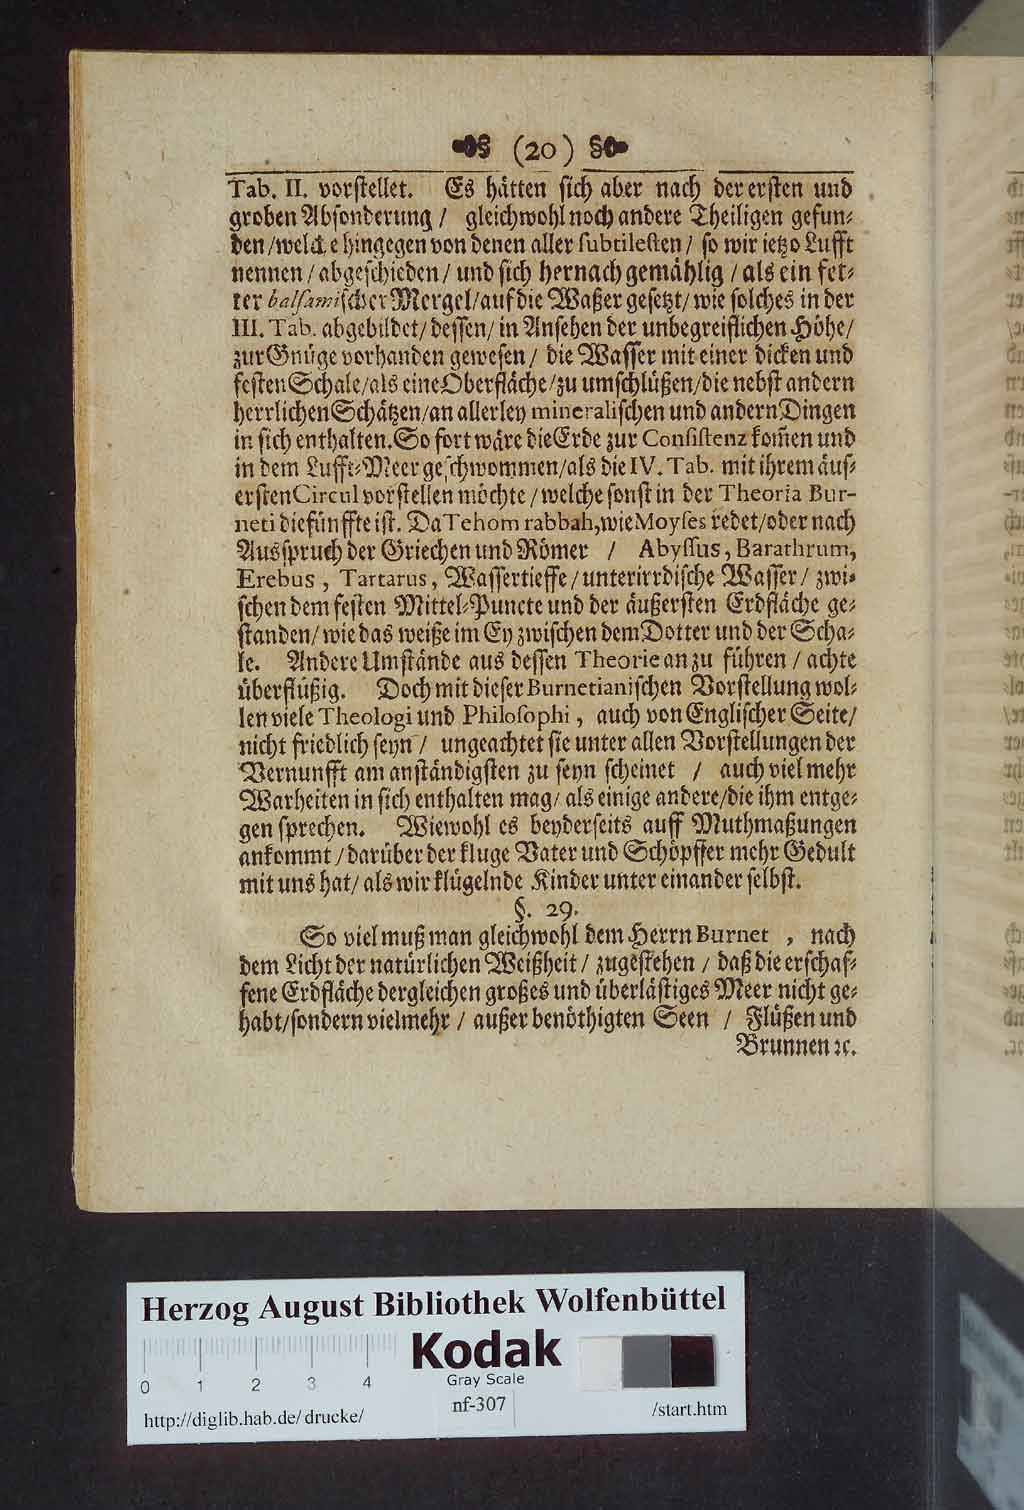 (20)
Tab. II. vorstellet. Es hätten sich aber nach der ersten und
groben Absonderung / gleichwohl noch andere Theiligen gefun-
den/welche hingegen von denen aller subtilesten / so wir ietzo Lufft
nennen / abgeschieden / und sich hernach gemählig / als ein fet-
ter balsamischer Mergel/auf die Waßer gesetzt/ wie solches in der
III. Tab. abgebildet/ dessen/ in Ansehen der unbegreiflichen Höhe/
zur Gnüge vorhanden gewesen / die Wasser mit einer dicken und
festen Schale/als eine Oberfläche/zu umschlüßen/die nebst andern
herrlichen Schätzen/an allerley mineralischen und andern Dingen
in sich enthalten. So fort wäre die Erde zur Consistenz kom̃en und
in dem Lufft-Meer geschwommen/als die IV. Tab. mit ihrem äus-
ersten Circul vorstellen möchte / welche sonst in der Theoria Bur-
neti die fünffte ist. Da Tehom rabbah, wie Moyses redet/oder nach
Ausspruch der Griechen und Römer / Abyssus, Barathrum,
Erebus, Tartarus, Wassertieffe / unterirrdische Wasser / zwi-
schen dem festen Mittel-Puncte und der äußersten Erdfläche ge-
standen/ wie das weiße im Ey zwischen dem Dotter und der Scha-
le. Andere Umstände aus dessen Theorie an zu führen / achte
überflüßig. Doch mit dieser Burnetianischen Vorstellung wol-
len viele Theologi und Philosophi, auch von Englischer Seite/
nicht friedlich seyn / ungeachtet sie unter allen Vorstellungen der
Vernunfft am anständigsten zu seyn scheinet / auch viel mehr
Warheiten in sich enthalten mag/ als einige andere/die ihm entge-
gen sprechen. Wiewohl es beyderseits auff Muthmaßungen
ankommt / darüber der kluge Vater und Schöpffer mehr Gedult
mit uns hat/ als wir klügelnde Kinder unter einander selbst.
§. 29.
So viel muß man gleichwohl dem Herrn Burnet, nach
dem Licht der natürlichen Weißheit / zugestehen / daß die erschaf-
fene Erdfläche dergleichen großes und überlästiges Meer nicht ge-
habt/sondern vielmehr / außer benöthigten Seen / Flüßen und
Brunnen ꝛc.
Herzog August Bibliothek Wolfenbüttel
Kodak
Gray Scale
0 1 2 3 4
nf-307
http://diglib.hab.de/drucke/
/start.htm